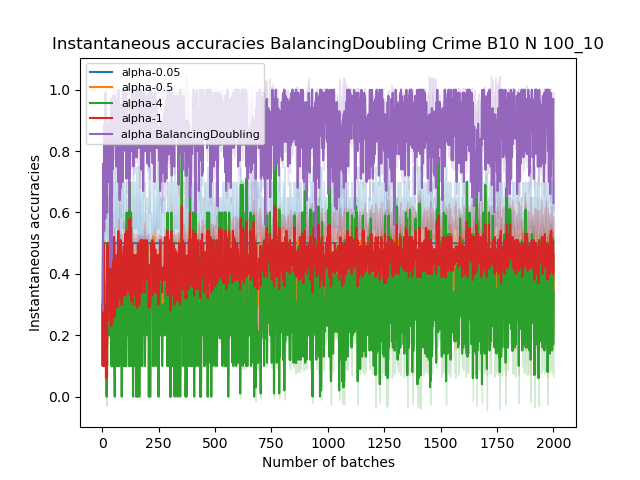 Instantaneous accuracies BalancingDoubling Crime B10 N 100_10
alpha-0.05
alpha-0.5
alpha-4
alpha-1
alpha BalancingDoubling
1.0
0.8
0.6
0.4
0.2
0.0
Instantaneous accuracies
0 250 500 750 1000 1250 1500 1750 2000
Number of batches